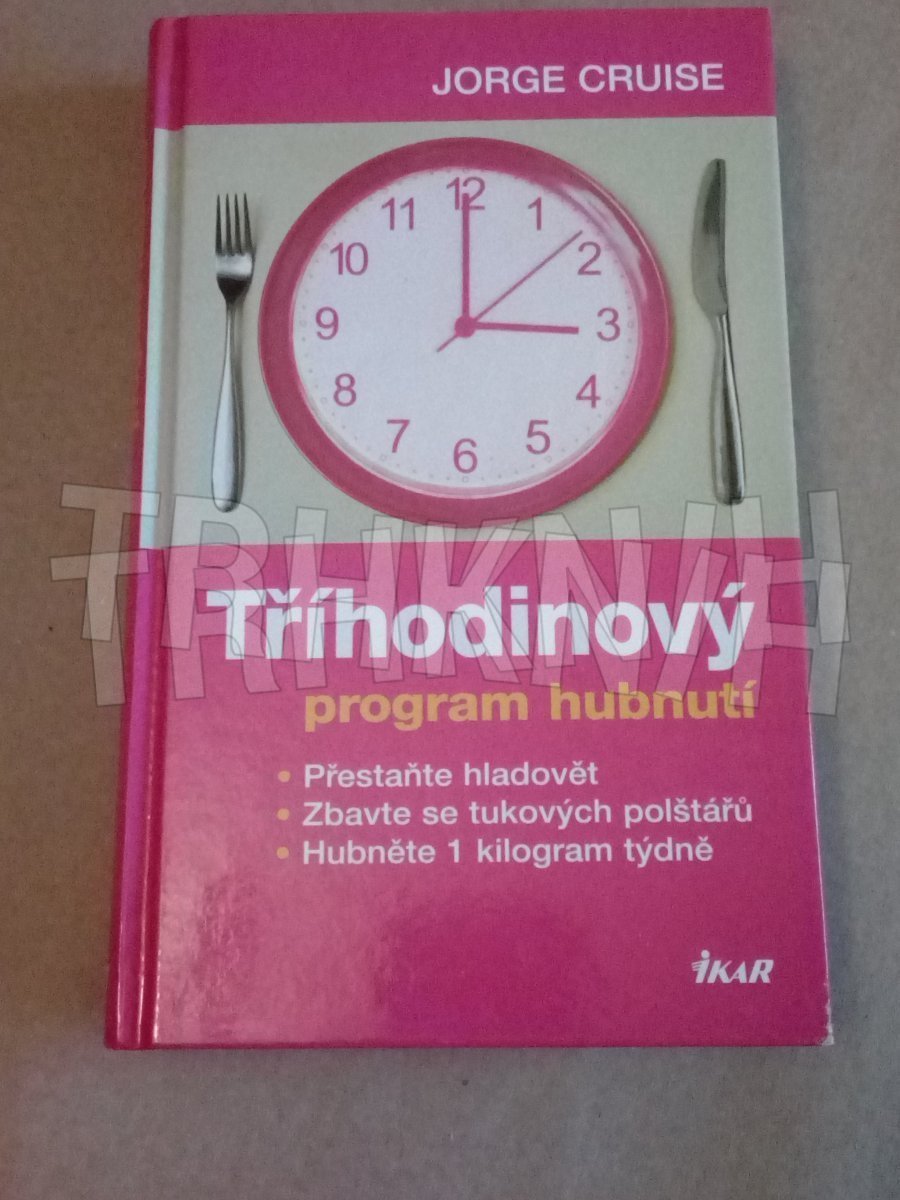 JORGE CRUISE
12
1
2
3
4
5
6
7
8
9
10
11
TRHKNIH
Tříhodinový
program hubnutí
• Přestaňte hladovět
• Zbavte se tukových polštářů
• Hubněte 1 kilogram týdně
IKAR